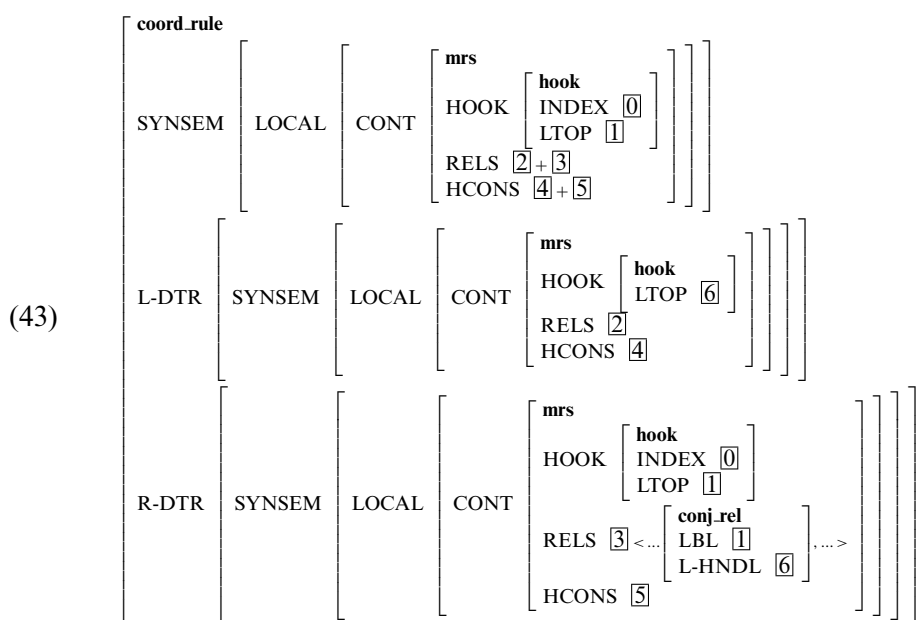 coord_rule
mrs
hook
HOOK INDEX 0
LTOP 1
SYNSEM LOCAL CONT
RELS 2 + 3
HCONS 4 + 5
mrs
hook
HOOK LTOP 6
(43) L-DTR SYNSEM LOCAL CONT
RELS 2
HCONS 4
mrs
hook
HOOK INDEX 0
LTOP 1
R-DTR SYNSEM LOCAL CONT
conj_rel
RELS 3 <... LBL 1 , ... >
L-HNDL 6
HCONS 5